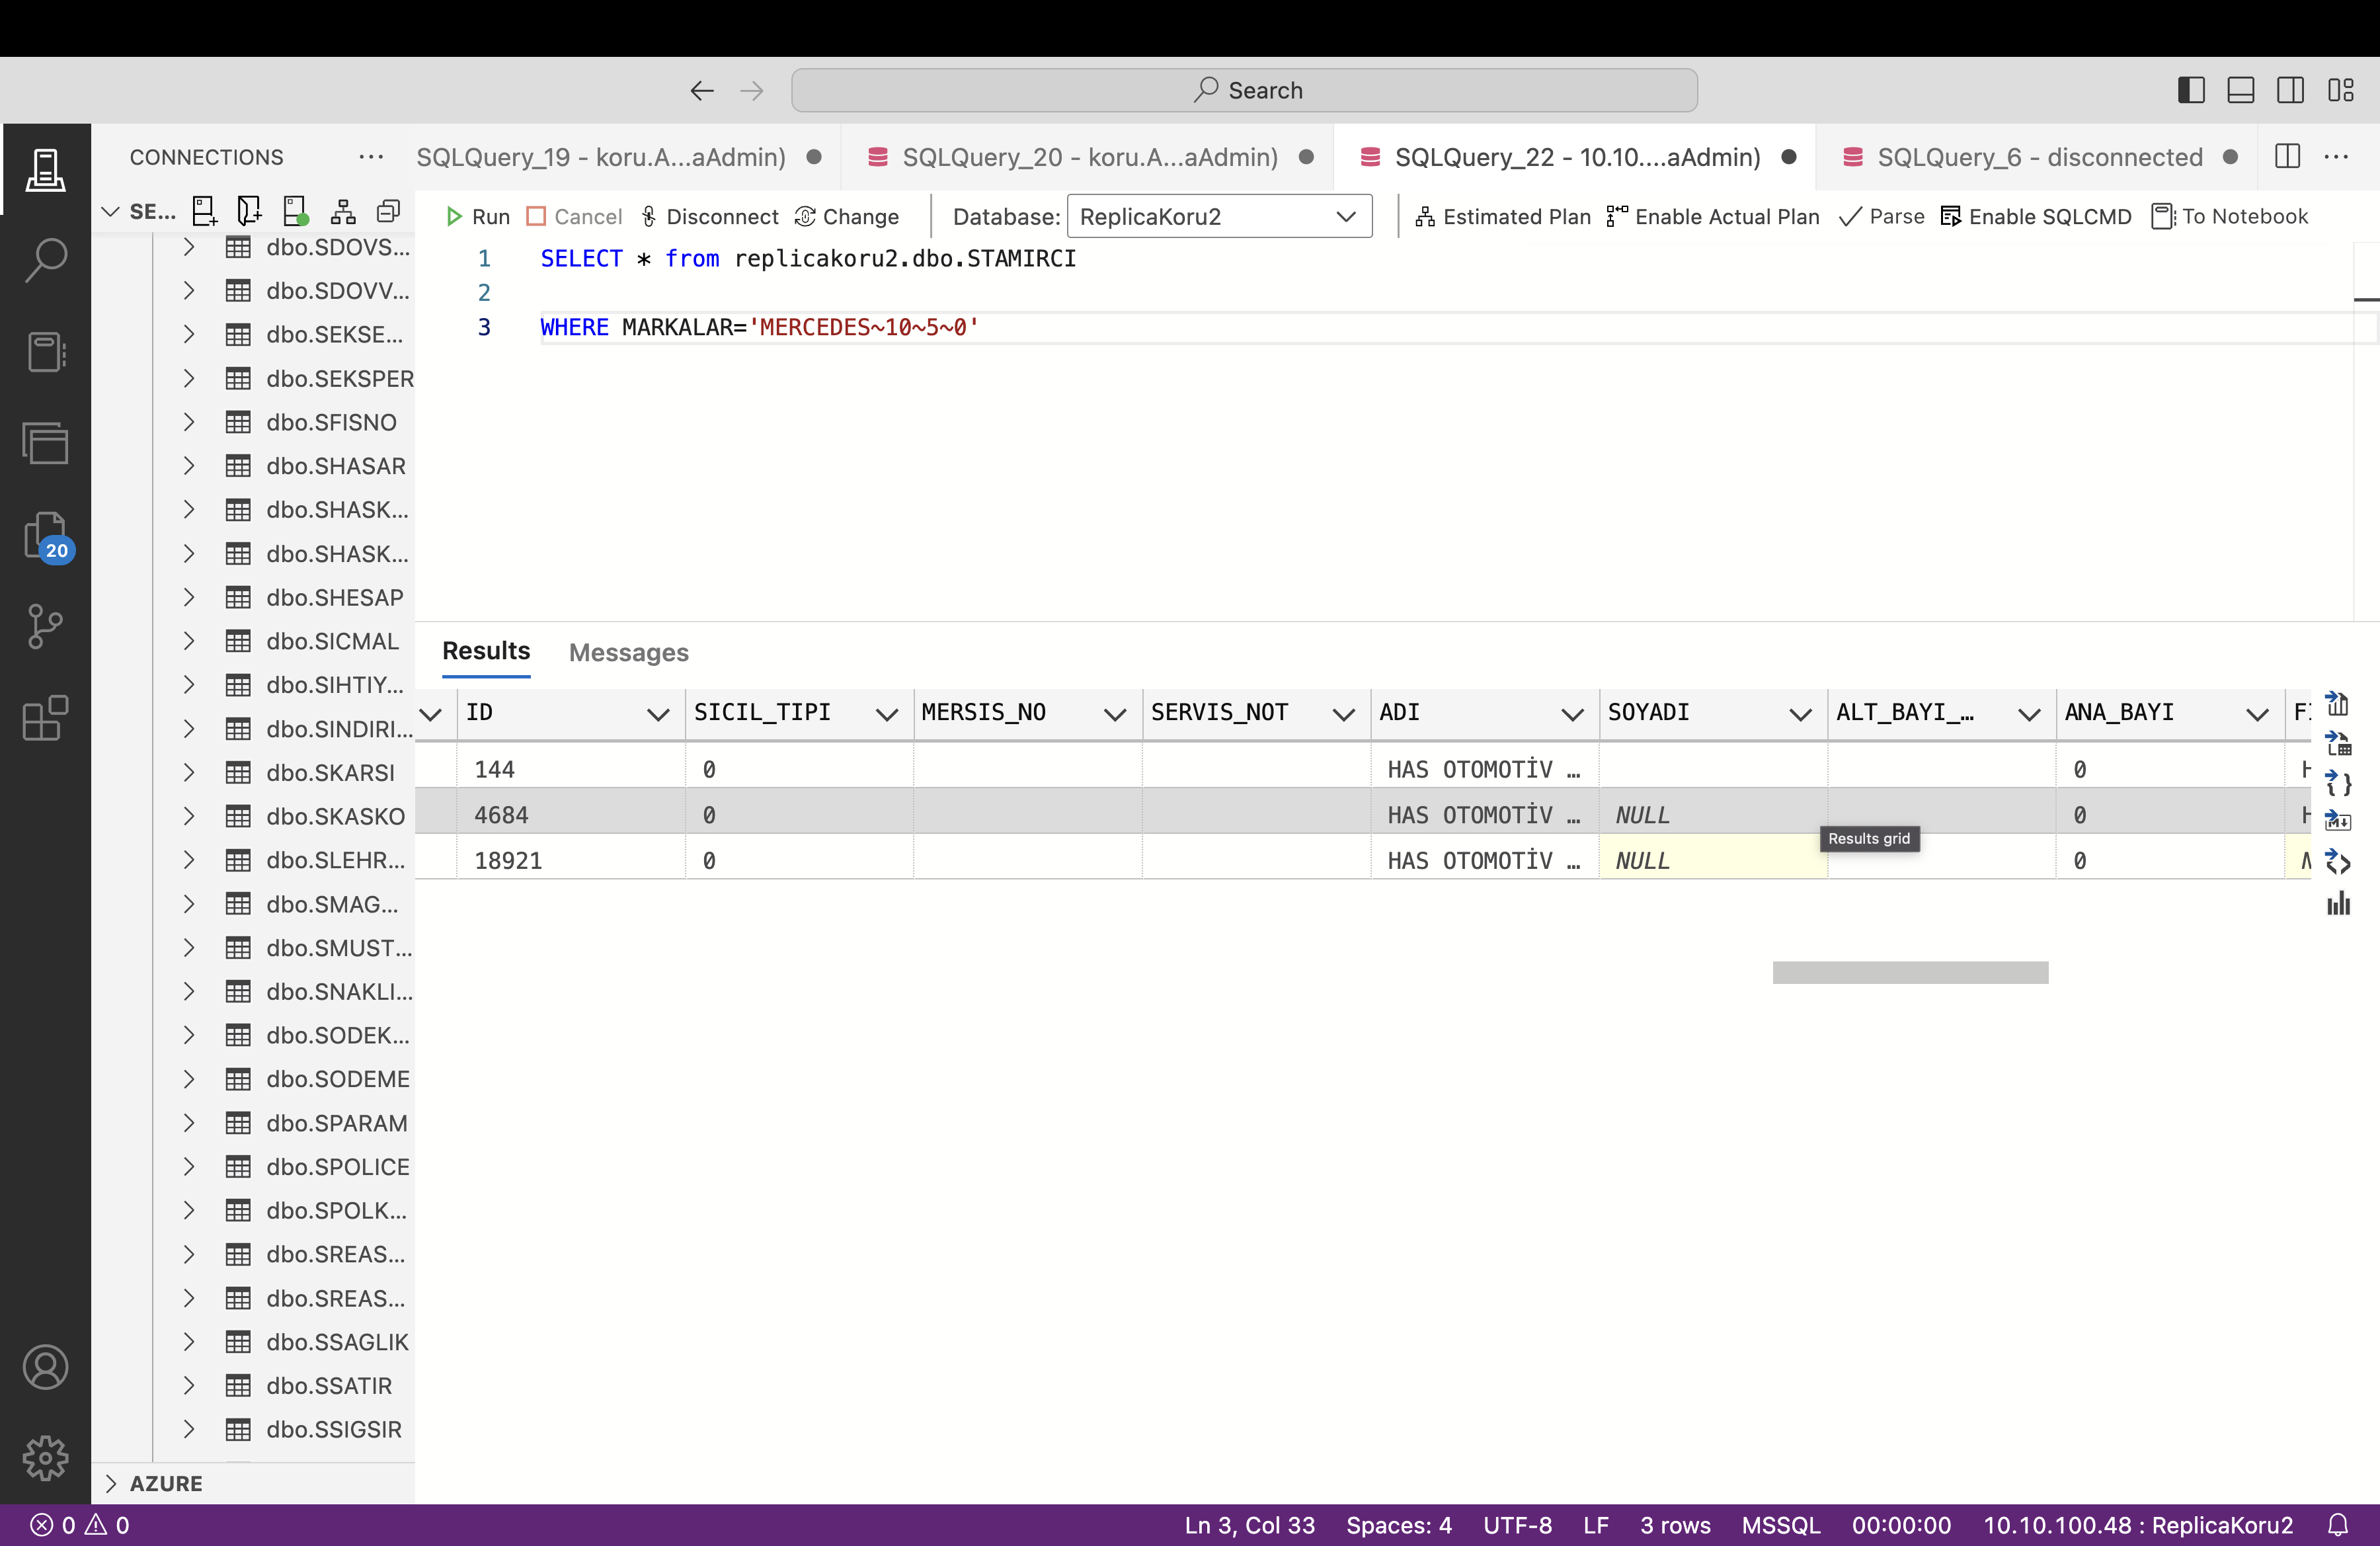 Search
CONNECTIONS
SQLQuery_19 - koru.A...aAdmin)
SQLQuery_20 - koru.A...aAdmin)
SQLQuery_22 - 10.10....aAdmin)
SQLQuery_6 - disconnected
SE...
Run
Cancel
Disconnect
Change
Database:
ReplicaKoru2
Estimated Plan
Enable Actual Plan
Parse
Enable SQLCMD
To Notebook
dbo.SDOVS...
dbo.SDOVV...
dbo.SEKSE...
dbo.SEKSPER
dbo.SFISNO
dbo.SHASAR
dbo.SHASK...
dbo.SHASK...
dbo.SHESAP
dbo.SICMAL
dbo.SIHTIY...
dbo.SINDIRI...
dbo.SKARSI
dbo.SKASKO
dbo.SLEHR...
dbo.SMAG...
dbo.SMUST...
dbo.SNAKLI...
dbo.SODEK...
dbo.SODEME
dbo.SPARAM
dbo.SPOLICE
dbo.SPOLK...
dbo.SREAS...
dbo.SREAS...
dbo.SSAGLIK
dbo.SSATIR
dbo.SSIGSIR
AZURE
20
1 SELECT * from replicakoru2.dbo.STAMIRCI
2
3 WHERE MARKALAR='MERCEDES~10~5~0'
Results Messages
ID SICIL_TIPI MERSIS_NO SERVIS_NOT ADI SOYADI ALT_BAYI_... ANA_BAYI
144 0 HAS OTOMOTİV ... 0
4684 0 HAS OTOMOTİV ... NULL 0
18921 0 HAS OTOMOTİV ... NULL 0
Results grid
0 0
Ln 3, Col 33
Spaces: 4
UTF-8
LF
3 rows
MSSQL
00:00:00
10.10.100.48 : ReplicaKoru2